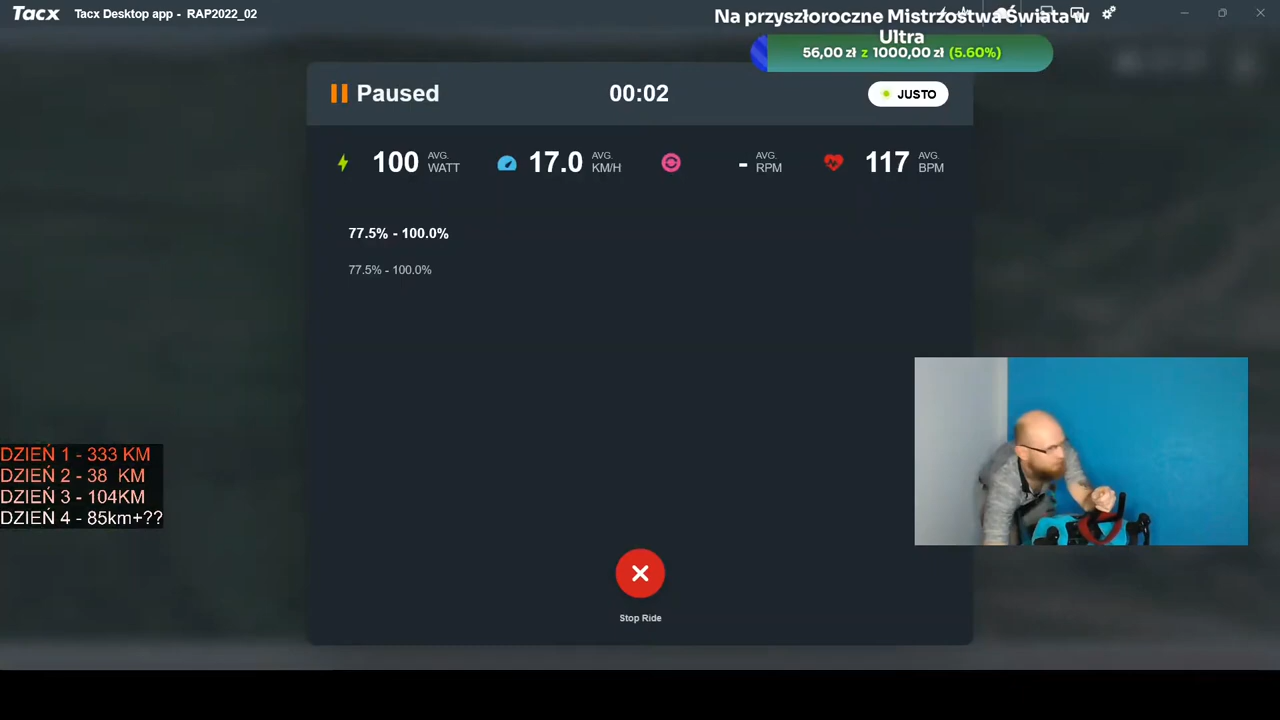 Tacx
Tacx Desktop app - RAP2022_02
Na przyszłoroczne Mistrzostwa Świata w
Ultra
56,00 zł z 1000,00 zł (5.60%)
Paused
00:02
JUSTO
100 AVG. WATT
17.0 AVG. KM/H
- AVG. RPM
117 AVG. BPM
77.5% - 100.0%
77.5% - 100.0%
DZIEŃ 1 - 333 KM
DZIEŃ 2 - 38 KM
DZIEŃ 3 - 104KM
DZIEŃ 4 - 85km+??
Stop Ride